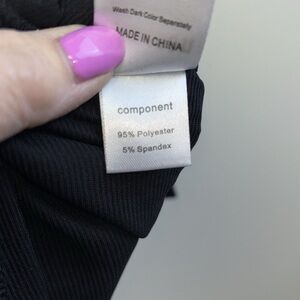 Wash Dark Color Separately
MADE IN CHINA
component
95% Polyester
5% Spandex